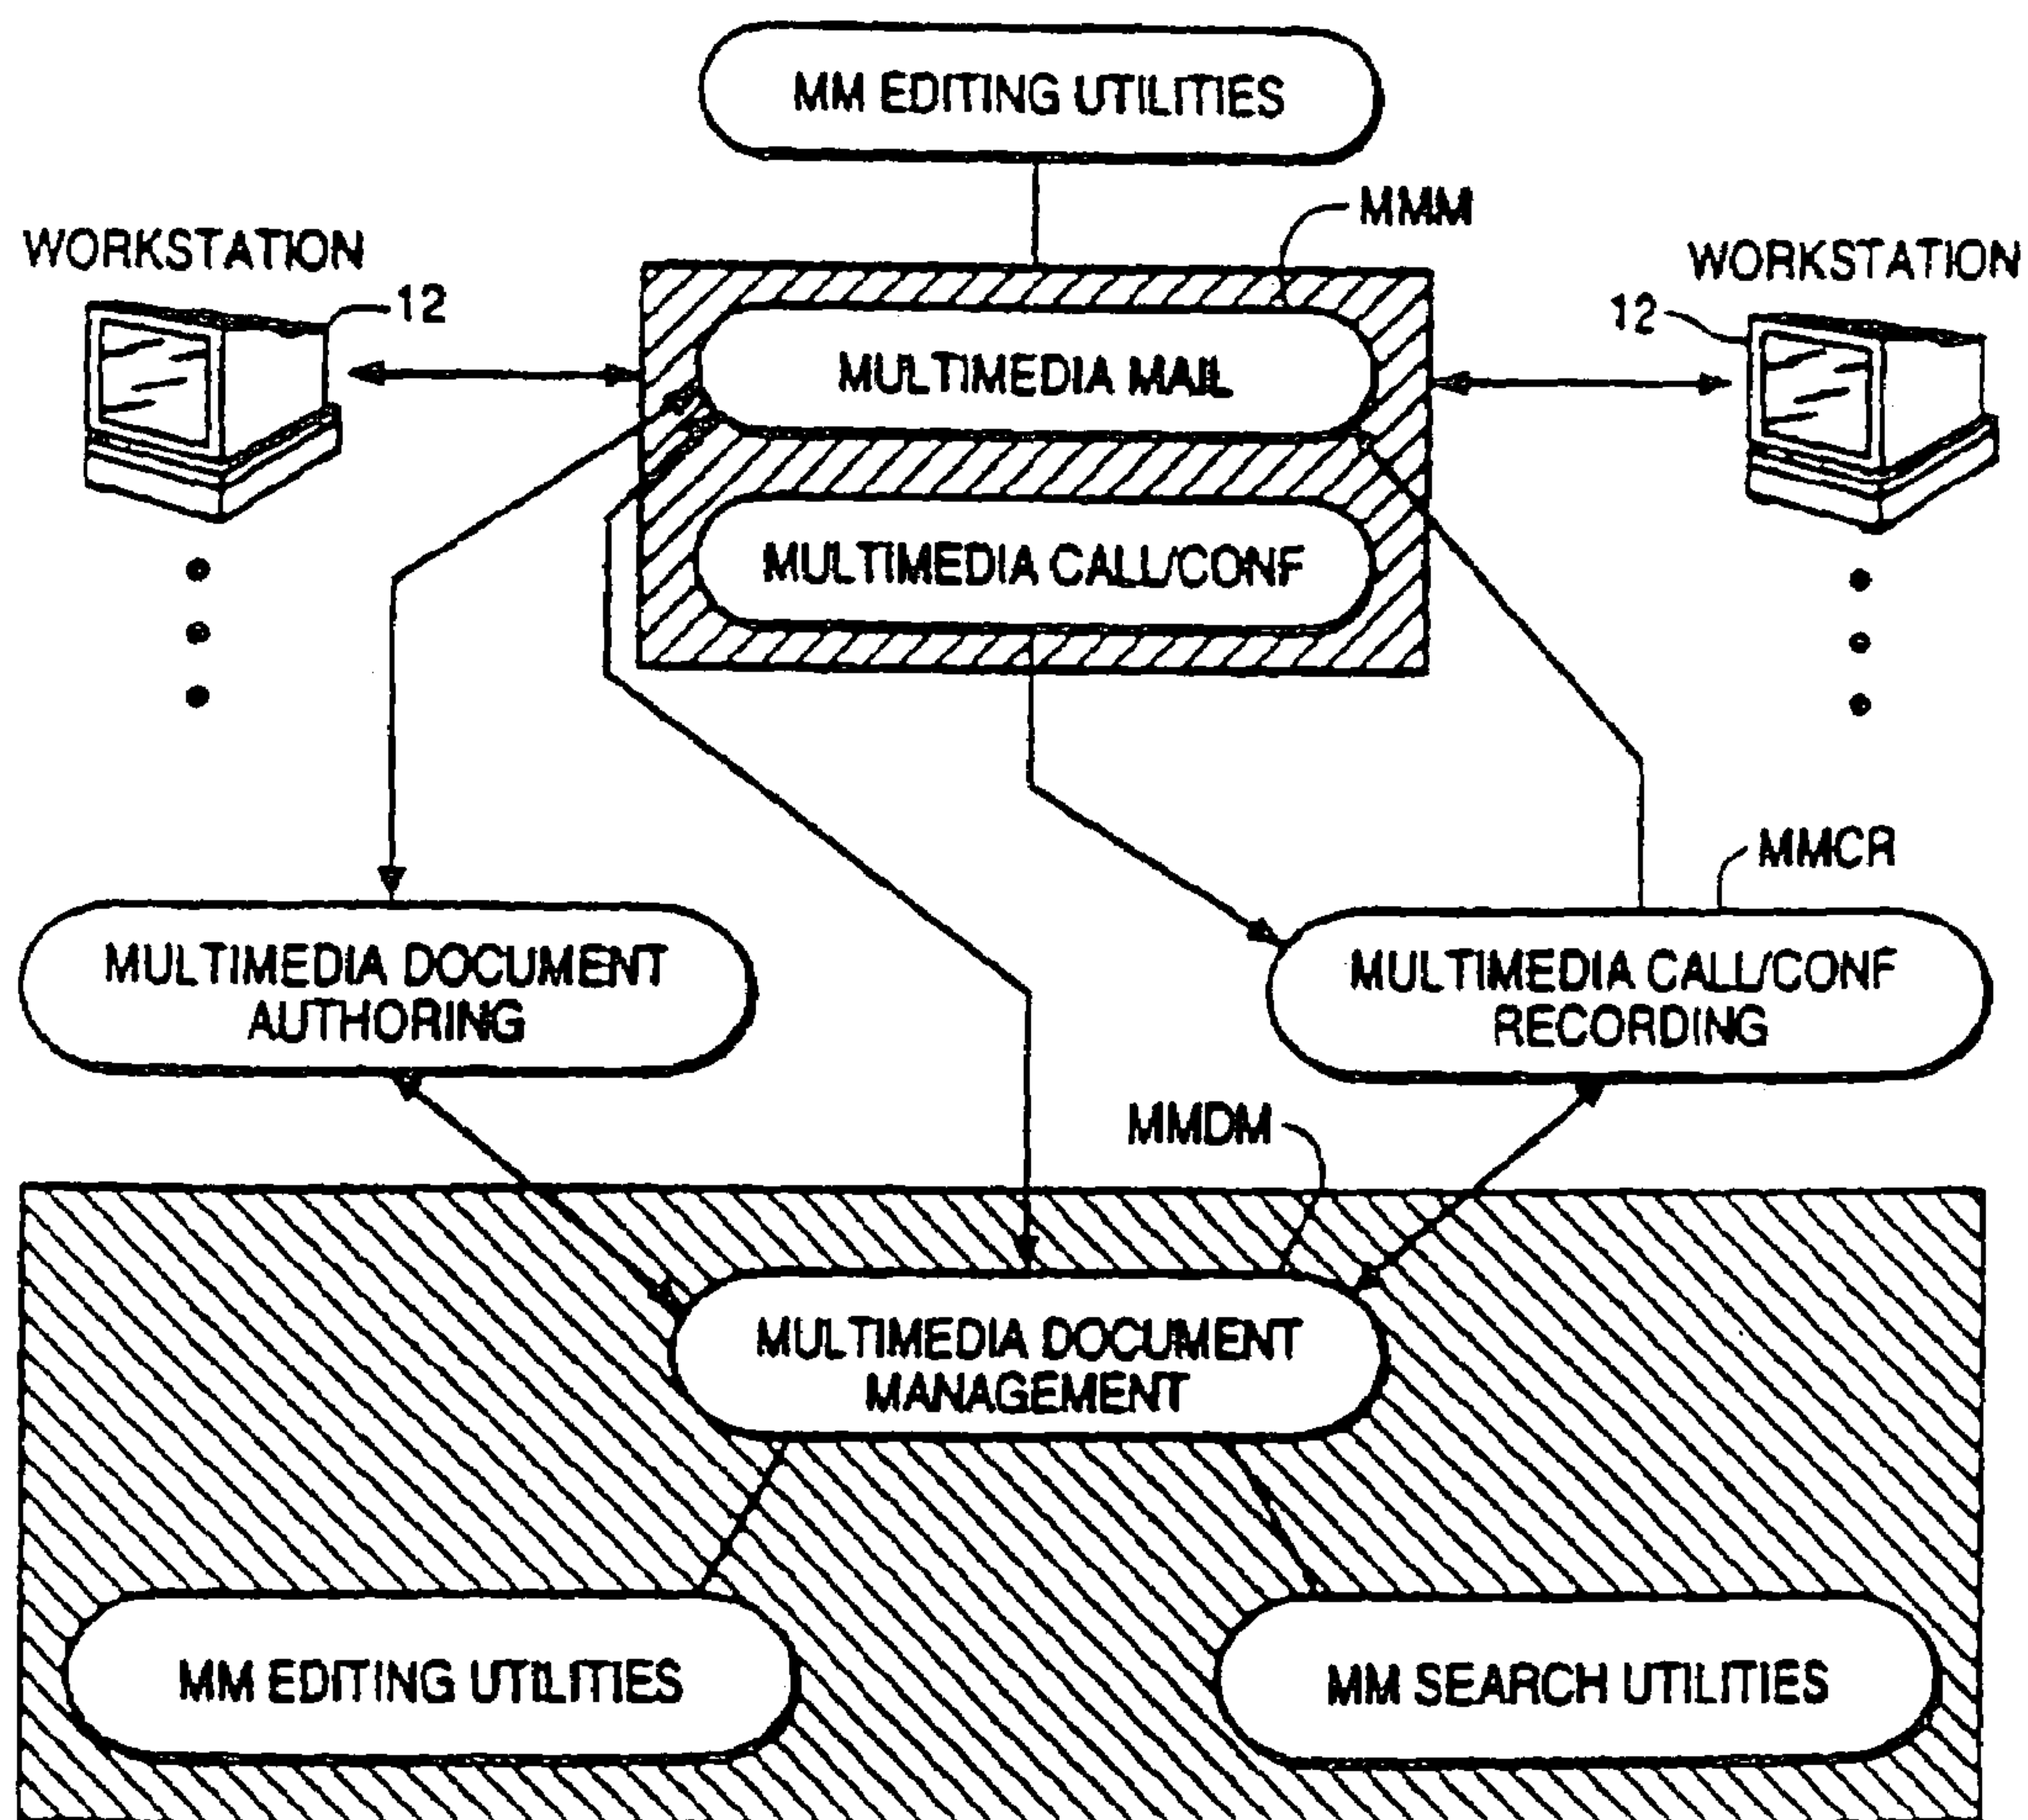 MM EDITING UTILITIES
MMM
WORKSTATION
WORKSTATION
12
12
MULTIMEDIA MAIL
MULTIMEDIA CALL/CONF
MMCR
MULTIMEDIA DOCUMENT
AUTHORING
MULTIMEDIA CALL/CONF
RECORDING
MMDM
MULTIMEDIA DOCUMENT
MANAGEMENT
MM EDITING UTILITIES
MM SEARCH UTILITIES